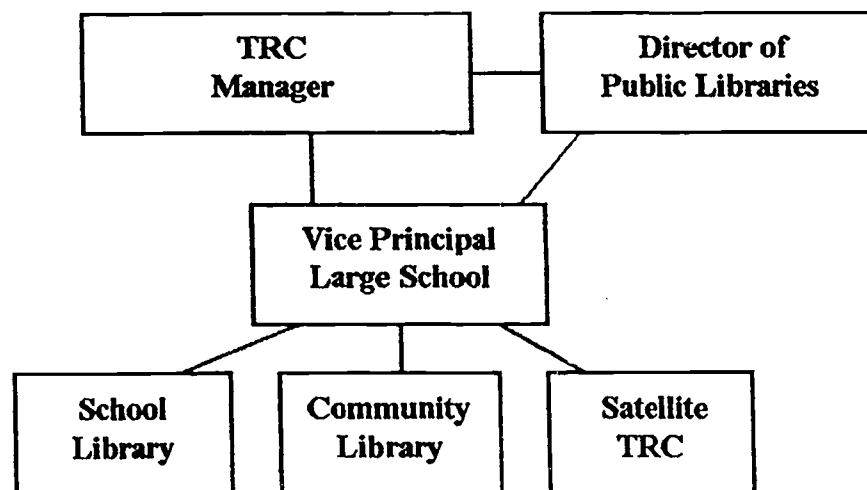 TRC
Manager
Director of
Public Libraries
Vice Principal
Large School
School
Library
Community
Library
Satellite
TRC